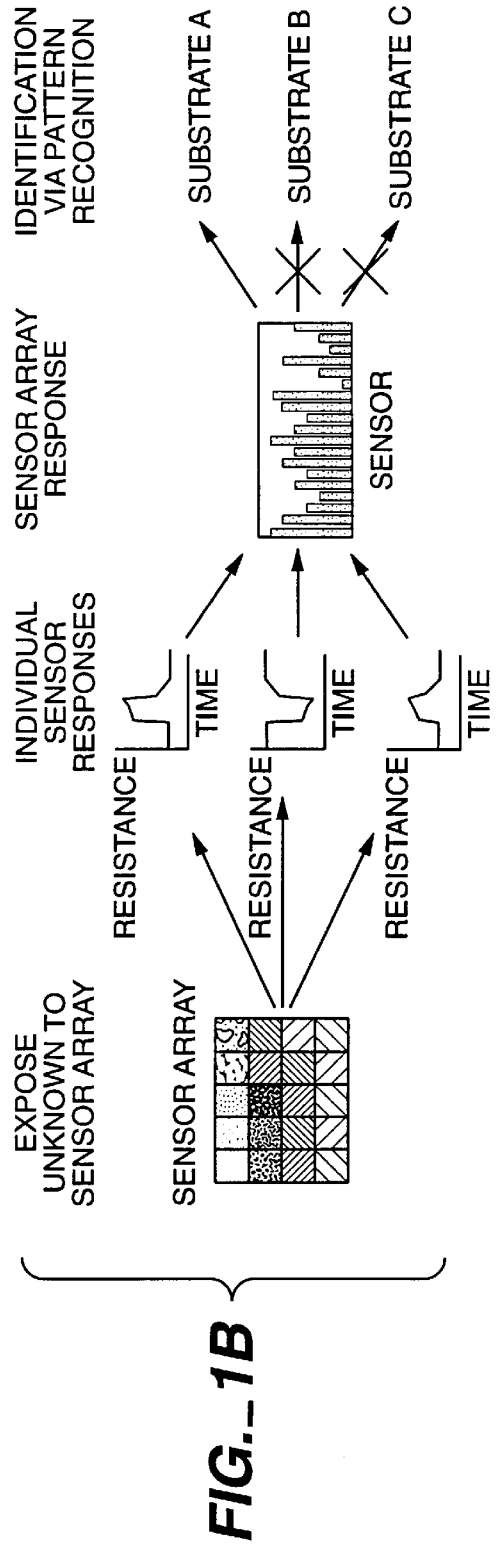 FIG._1B
EXPOSE
UNKNOWN TO
SENSOR ARRAY
SENSOR ARRAY
INDIVIDUAL
SENSOR
RESPONSES
RESISTANCE
TIME
RESISTANCE
TIME
RESISTANCE
TIME
SENSOR ARRAY
RESPONSE
SENSOR
IDENTIFICATION
VIA PATTERN
RECOGNITION
SUBSTRATE A
SUBSTRATE B
SUBSTRATE C